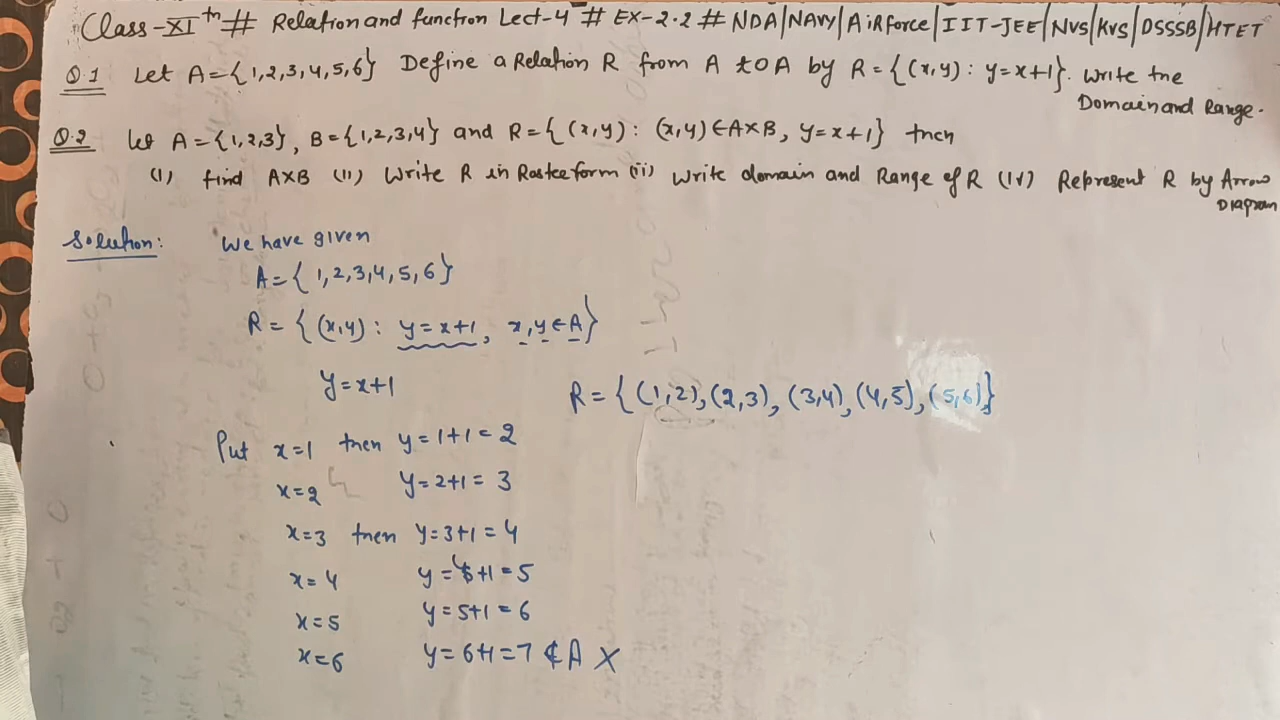 Class-XIth # Relation and function Lect-4 # EX-2.2 # NDA/NAVY/AiRforce/IIT-JEE/NVS/KVS/DSSSB/HTET
Q.1 Let A={1,2,3,4,5,6} Define a Relation R from A to A by R={(x,y): y=x+1}. Write the
Domain and Range.
Q.2 Let A={1,2,3}, B={1,2,3,4} and R={(x,y): (x,y)∈A×B, y=x+1} then
(i) find A×B (ii) Write R in Rosteeform (iii) Write domain and Range of R (iv) Represent R by Arrow
Diagram
Solution: We have given
A={1,2,3,4,5,6}
R={(x,y): y=x+1, x,y∈A}
y=x+1
R={(1,2),(2,3),(3,4),(4,5),(5,6)}
Put x=1 then y=1+1=2
x=2 y=2+1=3
x=3 then y=3+1=4
x=4 y=4+1=5
x=5 y=5+1=6
x=6 y=6+1=7∉A X